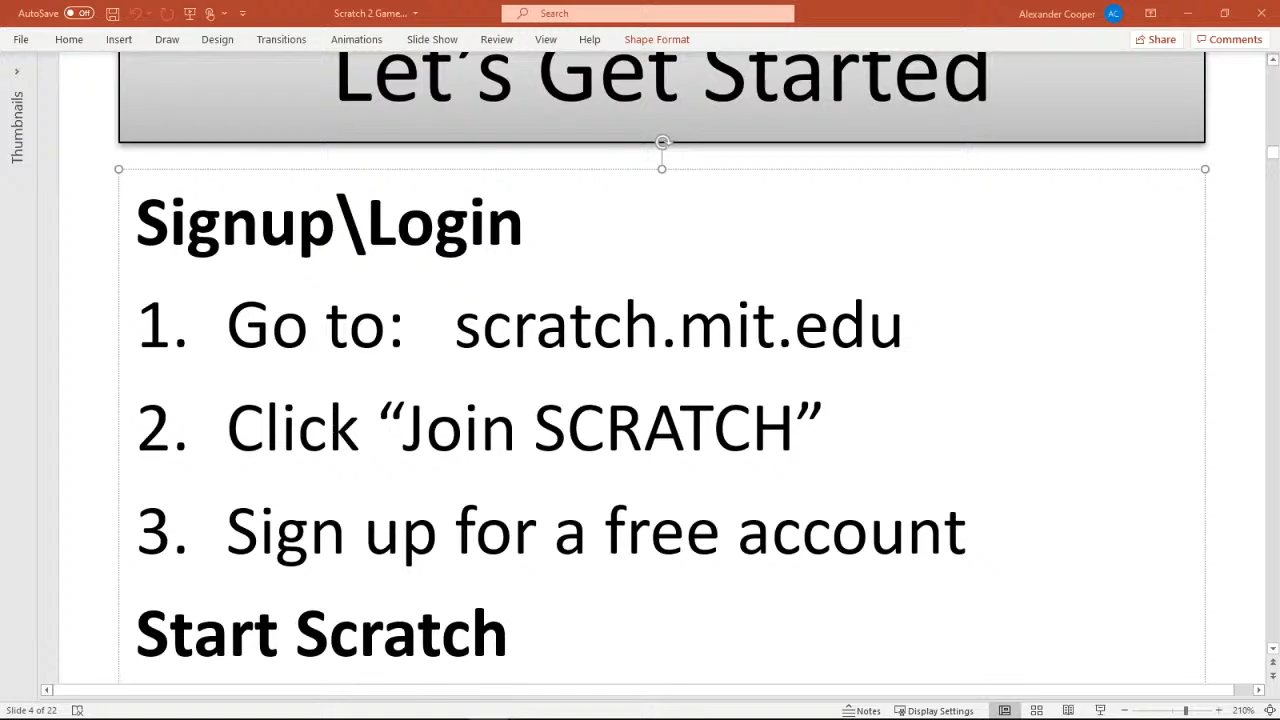 AutoSave Off Scratch 2 Game... Search Alexander Cooper AC
File Home Insert Draw Design Transitions Animations Slide Show Review View Help Shape Format Share Comments
Thumbnails
Let's Get Started
Signup\Login
1. Go to: scratch.mit.edu
2. Click “Join SCRATCH”
3. Sign up for a free account
Start Scratch
Slide 4 of 22 Notes Display Settings 210%